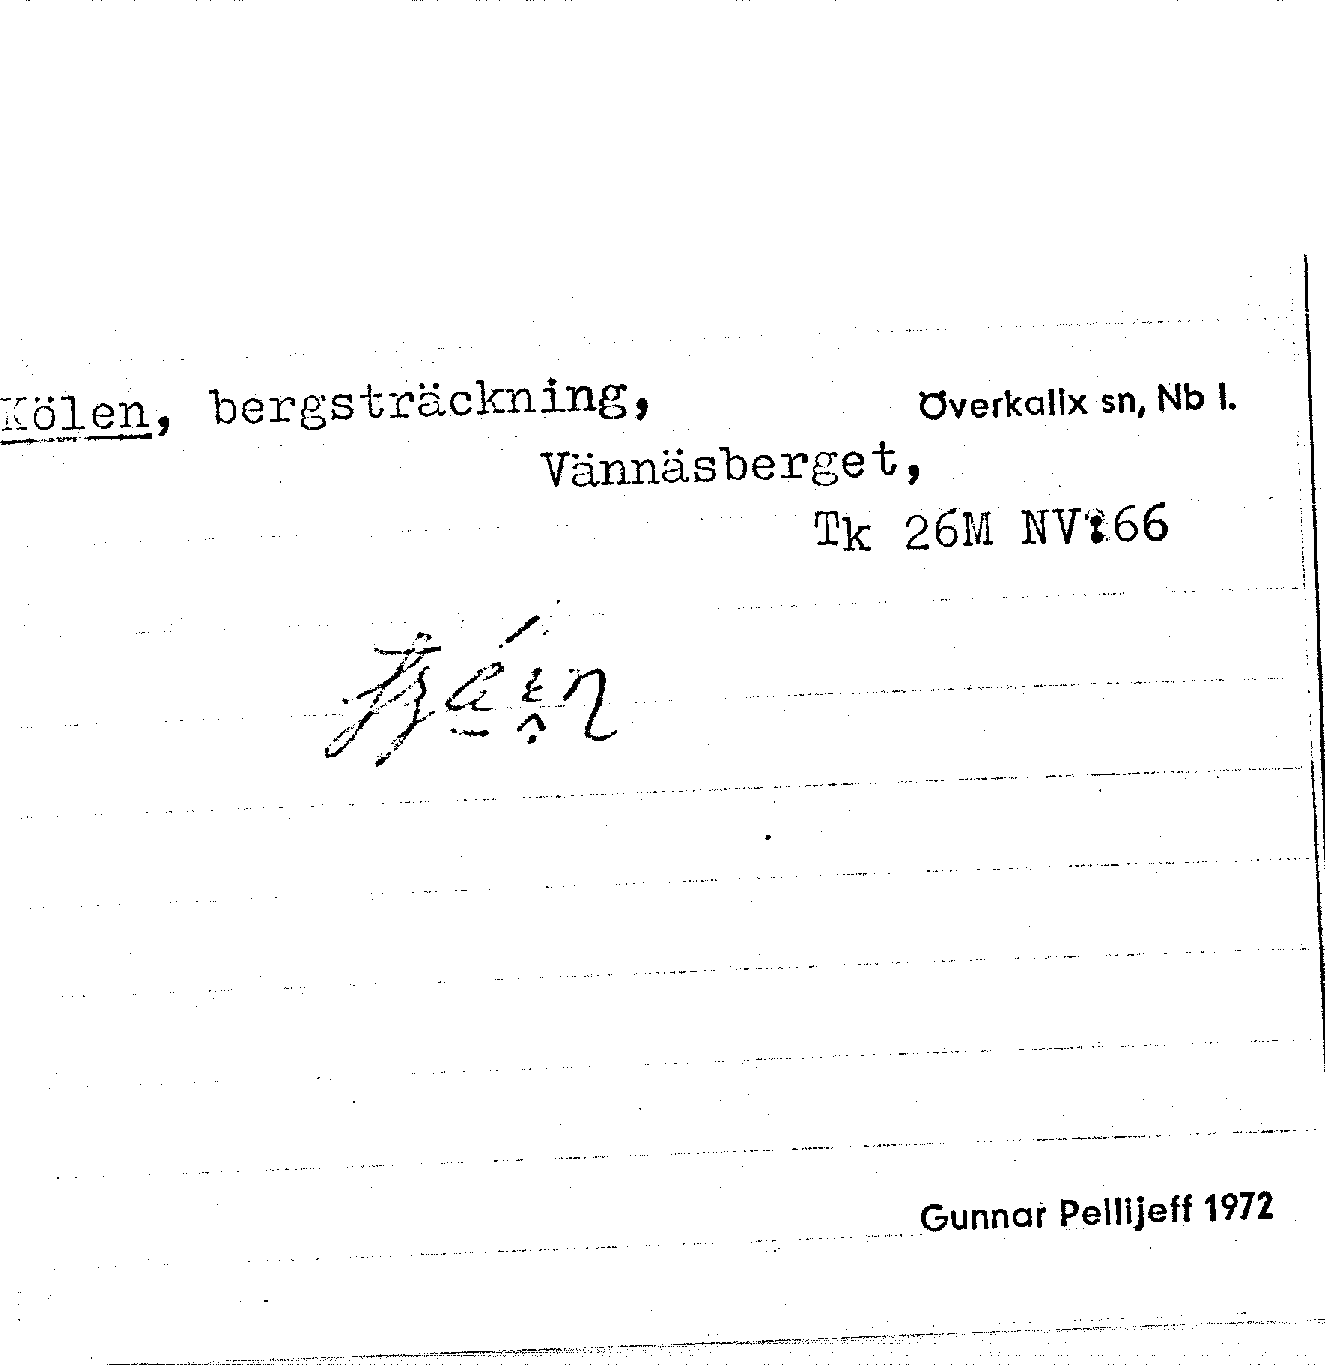 Kölen, bergsträckning, Överkalix sn, Nb l.
Vännäsberget,
Tk 26M NV:66
Gunnar Pellijeff 1972